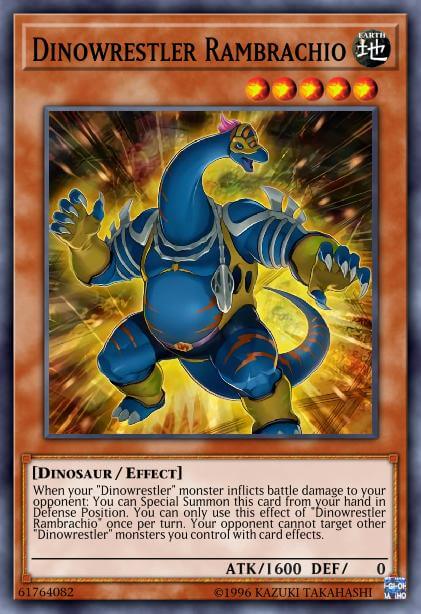 DINOWRESTLER RAMBRACHIO
EARTH
地
[DINOSAUR / EFFECT]
When your "Dinowrestler" monster inflicts battle damage to your
opponent: You can Special Summon this card from your hand in
Defense Position. You can only use this effect of "Dinowrestler
Rambrachio" once per turn. Your opponent cannot target other
"Dinowrestler" monsters you control with card effects.
ATK/1600 DEF/ 0
61764082 ©1996 KAZUKI TAKAHASHI